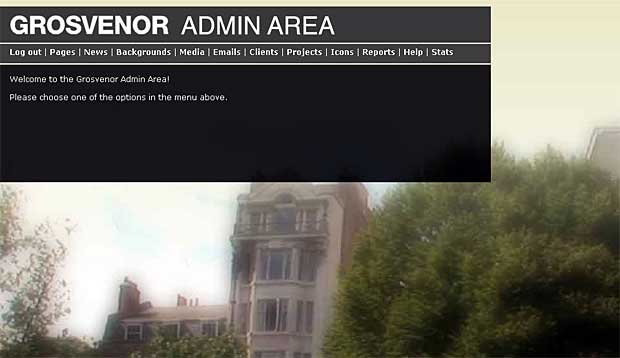 GROSVENOR ADMIN AREA
Log out | Pages | News | Backgrounds | Media | Emails | Clients | Projects | Icons | Reports | Help | Stats
Welcome to the Grosvenor Admin Area!
Please choose one of the options in the menu above.